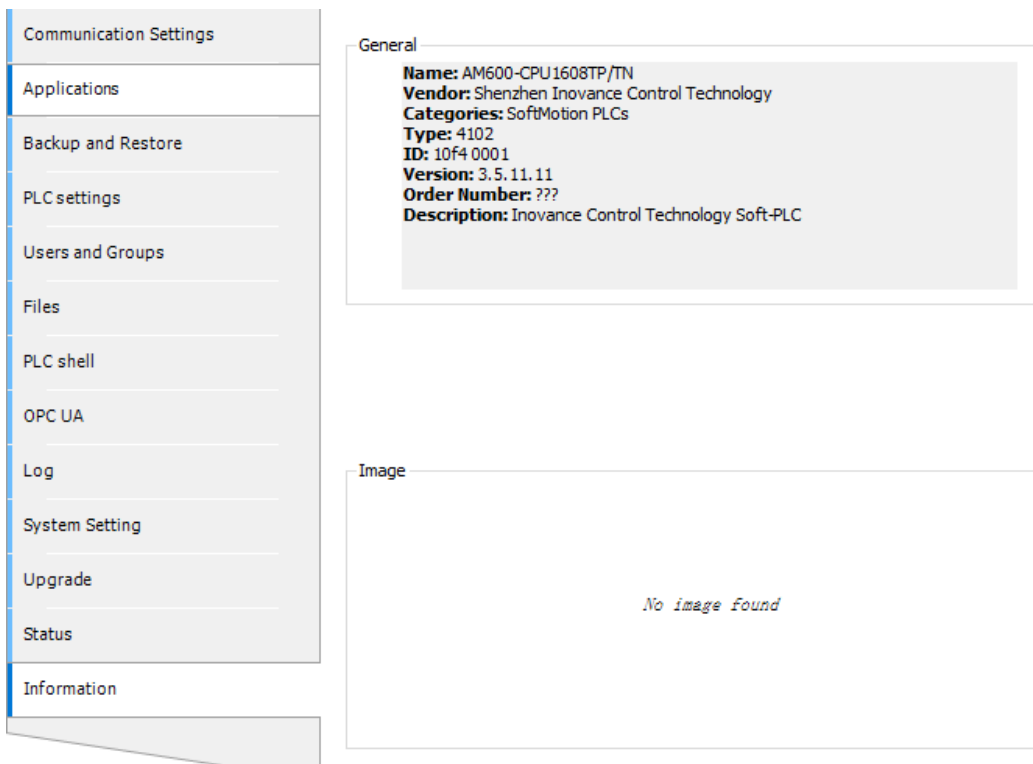 Communication Settings
Applications
Backup and Restore
PLC settings
Users and Groups
Files
PLC shell
OPC UA
Log
System Setting
Upgrade
Status
Information
General
Name: AM600-CPU1608TP/TN
Vendor: Shenzhen Inovance Control Technology
Categories: SoftMotion PLCs
Type: 4102
ID: 10f4 0001
Version: 3.5.11.11
Order Number: ???
Description: Inovance Control Technology Soft-PLC
Image
No image found